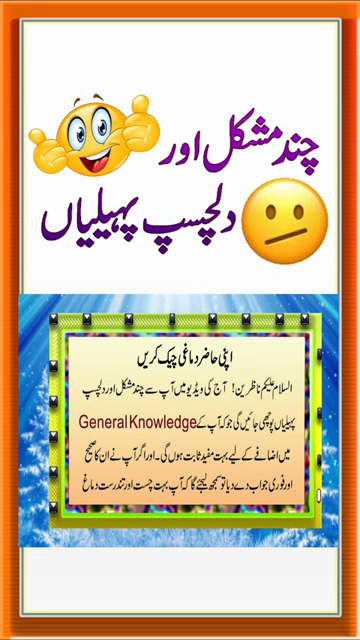 چند مشکل اور
دلچسپ پہیلیاں
اپنی حاضر دماغی چیک کریں
السلام علیکم ناظرین! آج کی ویڈیو میں آپ سے چند مشکل اور دلچسپ
پہیلیاں پوچھی جائیں گی جو کہ آپ کے General Knowledge
میں اضافے کے لیے بہت مفید ثابت ہوں گی۔ اور اگر آپ نے ان کا صحیح
اور فوری جواب دے دیا تو سمجھ لیجئے گا کہ آپ بہت چست اور تندرست دماغ